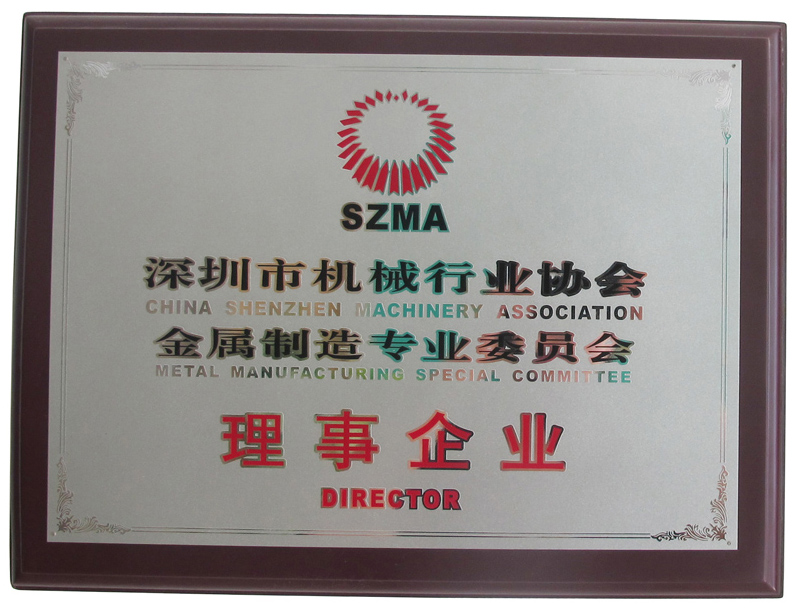 SZMA
深圳市机械行业协会
CHINA SHENZHEN MACHINERY ASSOCIATION
金属制造专业委员会
METAL MANUFACTURING SPECIAL COMMITTEE
理事企业
DIRECTOR